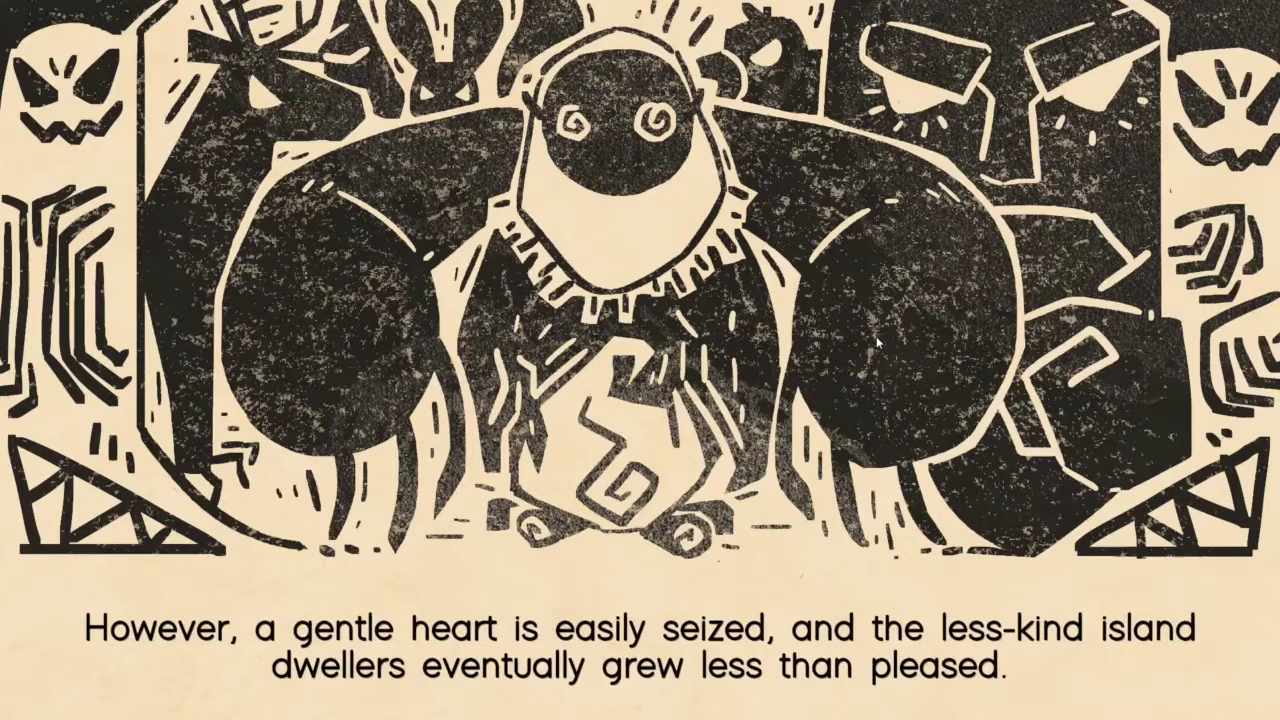 However, a gentle heart is easily seized, and the less-kind island
dwellers eventually grew less than pleased.